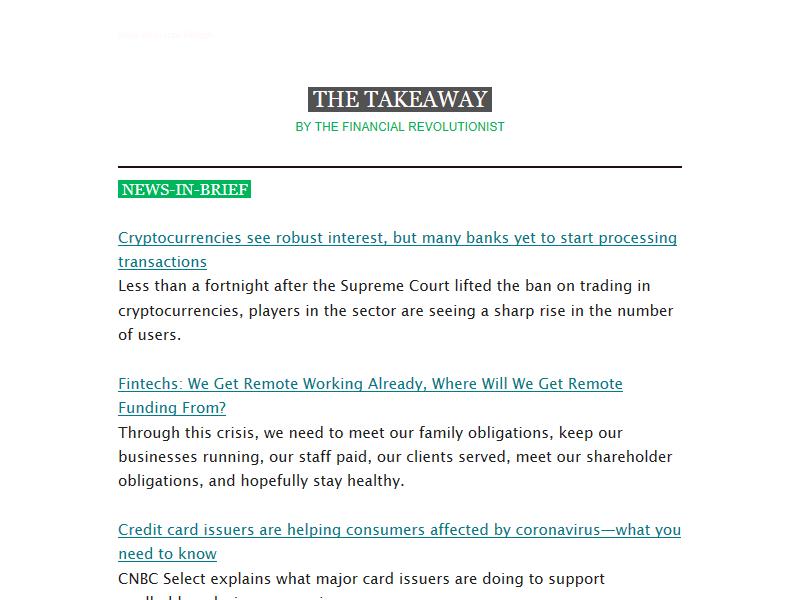 THE TAKEAWAY
BY THE FINANCIAL REVOLUTIONIST
NEWS-IN-BRIEF
Cryptocurrencies see robust interest, but many banks yet to start processing
transactions
Less than a fortnight after the Supreme Court lifted the ban on trading in
cryptocurrencies, players in the sector are seeing a sharp rise in the number
of users.
Fintechs: We Get Remote Working Already, Where Will We Get Remote
Funding From?
Through this crisis, we need to meet our family obligations, keep our
businesses running, our staff paid, our clients served, meet our shareholder
obligations, and hopefully stay healthy.
Credit card issuers are helping consumers affected by coronavirus—what you
need to know
CNBC Select explains what major card issuers are doing to support